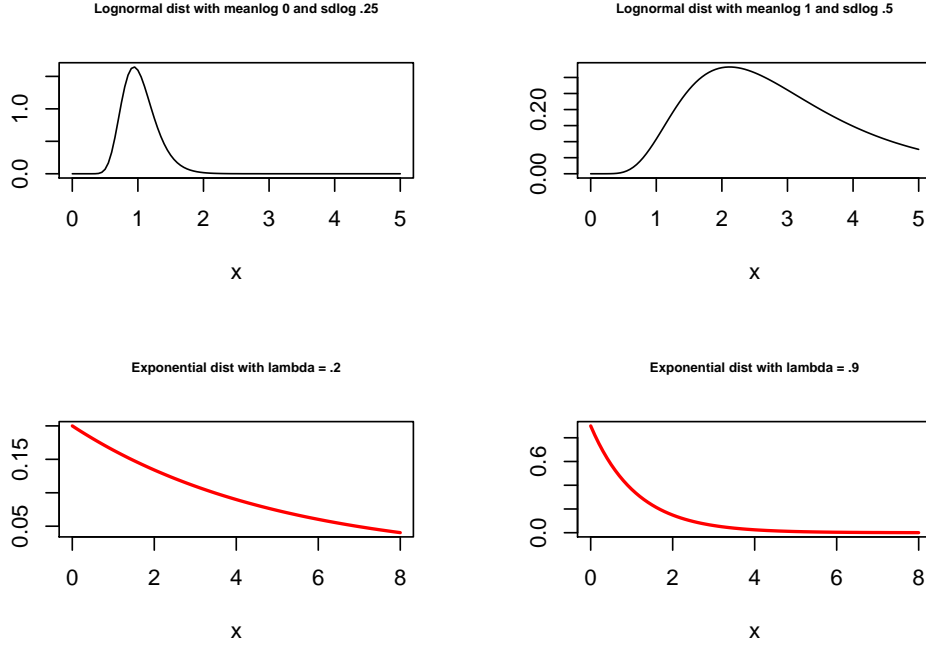 Lognormal dist with meanlog 0 and sdlog .25
0.0 1.0
0 1 2 3 4 5
x
Lognormal dist with meanlog 1 and sdlog .5
0.00 0.20
0 1 2 3 4 5
x
Exponential dist with lambda = .2
0.05 0.15
0 2 4 6 8
x
Exponential dist with lambda = .9
0.0 0.6
0 2 4 6 8
x